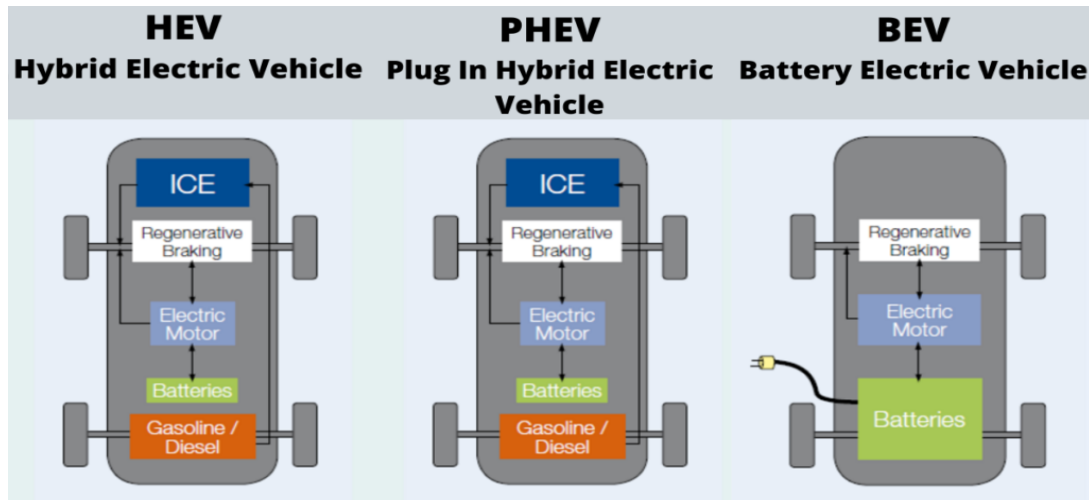 HEV
Hybrid Electric Vehicle
ICE
Regenerative
Braking
Electric
Motor
Batteries
Gasoline /
Diesel
PHEV
Plug In Hybrid Electric
Vehicle
ICE
Regenerative
Braking
Electric
Motor
Batteries
Gasoline /
Diesel
BEV
Battery Electric Vehicle
Regenerative
Braking
Electric
Motor
Batteries